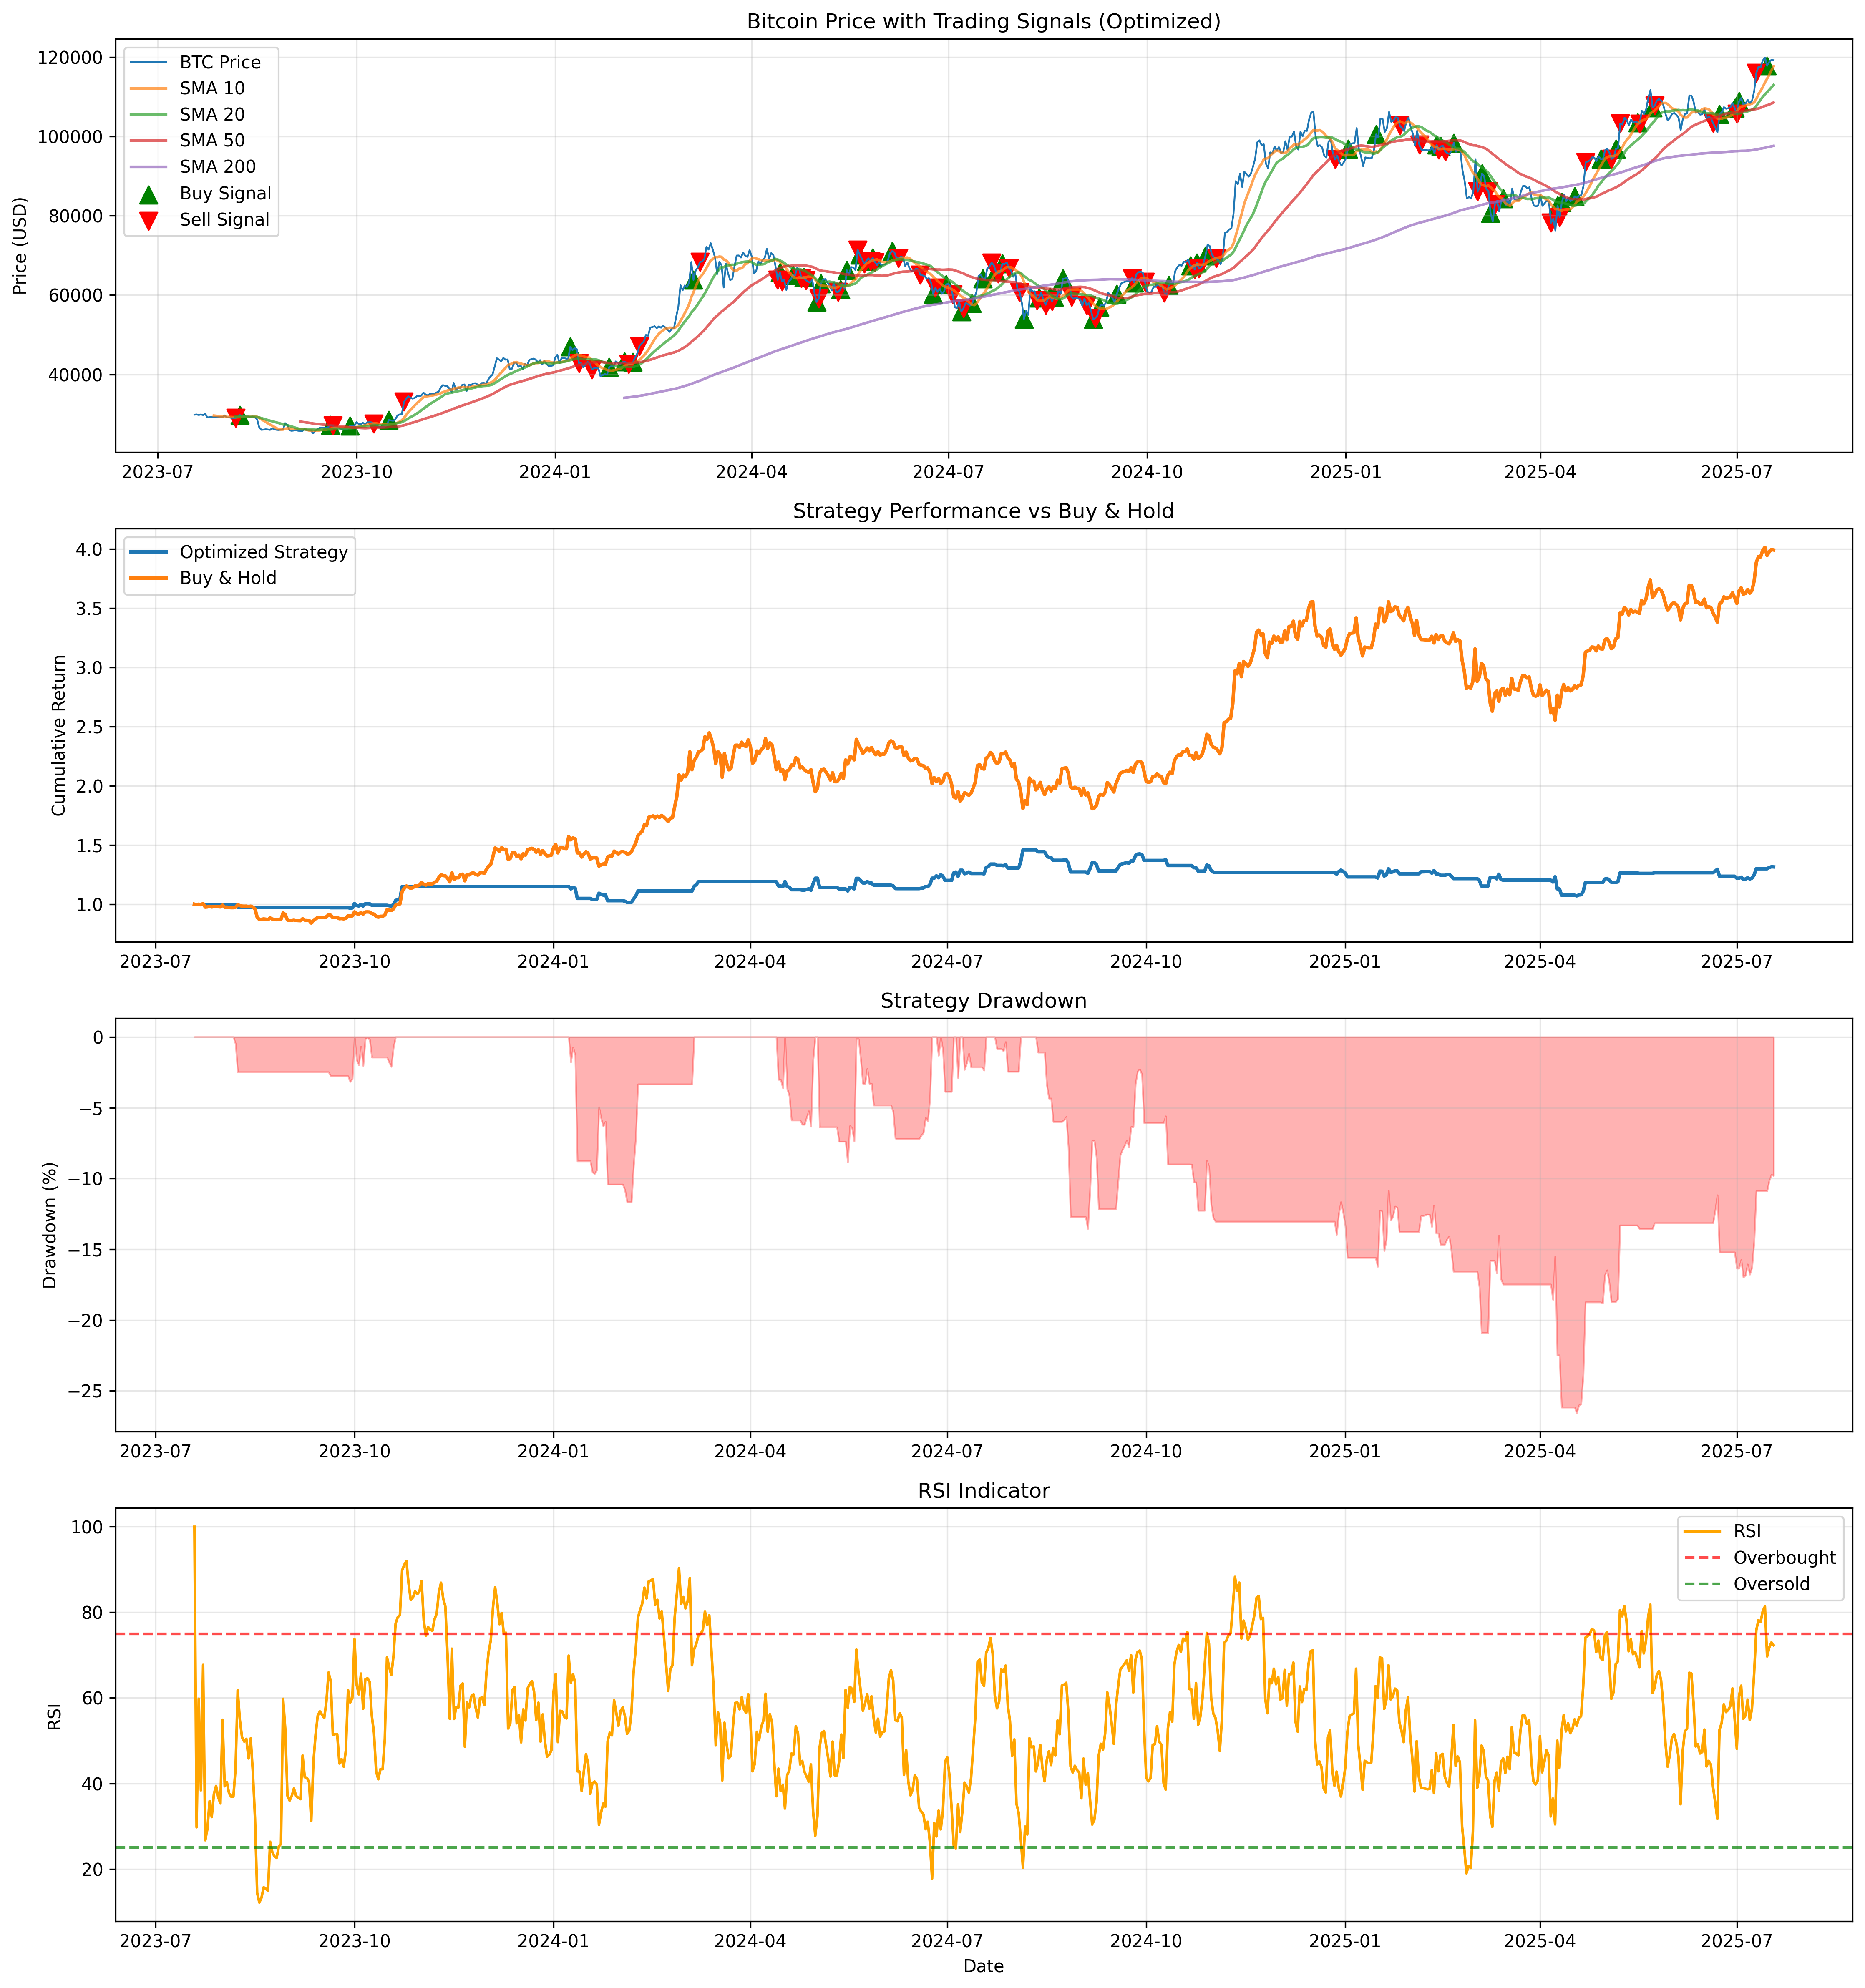 Bitcoin Price with Trading Signals (Optimized)
BTC Price
SMA 10
SMA 20
SMA 50
SMA 200
Buy Signal
Sell Signal
Price (USD)
120000
100000
80000
60000
40000
2023-07 2023-10 2024-01 2024-04 2024-07 2024-10 2025-01 2025-04 2025-07
Strategy Performance vs Buy & Hold
Optimized Strategy
Buy & Hold
Cumulative Return
4.0
3.5
3.0
2.5
2.0
1.5
1.0
2023-07 2023-10 2024-01 2024-04 2024-07 2024-10 2025-01 2025-04 2025-07
Strategy Drawdown
Drawdown (%)
0
−5
−10
−15
−20
−25
2023-07 2023-10 2024-01 2024-04 2024-07 2024-10 2025-01 2025-04 2025-07
RSI Indicator
RSI
Overbought
Oversold
RSI
100
80
60
40
20
2023-07 2023-10 2024-01 2024-04 2024-07 2024-10 2025-01 2025-04 2025-07
Date